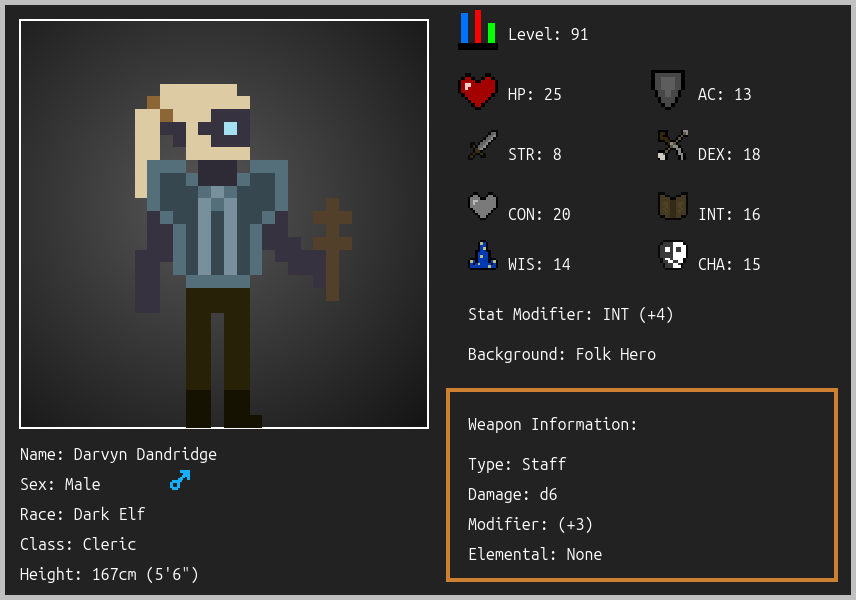 Level: 91
HP: 25
AC: 13
STR: 8
DEX: 18
CON: 20
INT: 16
WIS: 14
CHA: 15
Stat Modifier: INT (+4)
Background: Folk Hero
Weapon Information:
Type: Staff
Damage: d6
Modifier: (+3)
Elemental: None
Name: Darvyn Dandridge
Sex: Male
Race: Dark Elf
Class: Cleric
Height: 167cm (5'6")